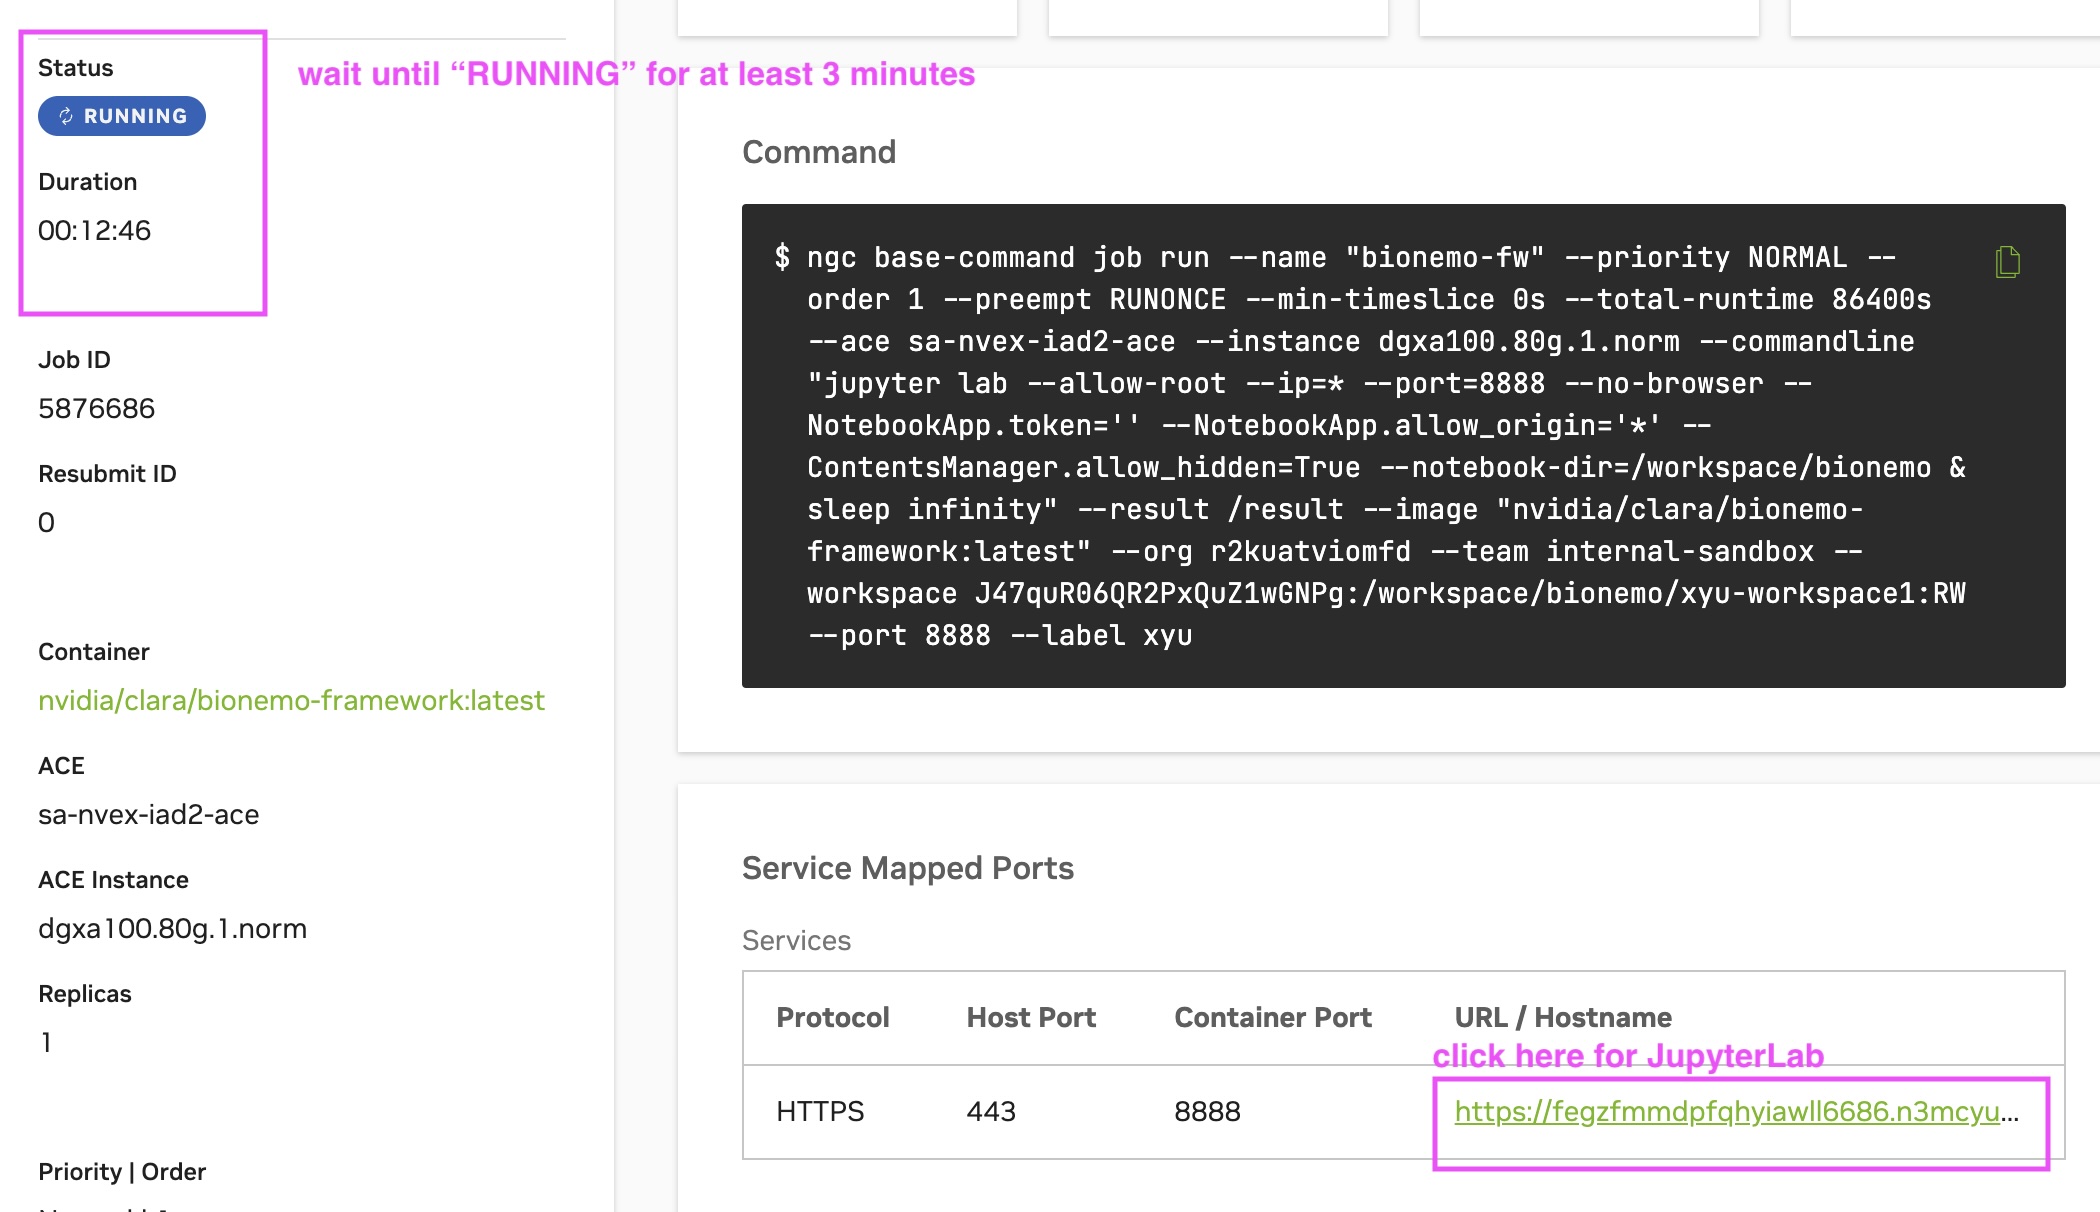 Status
wait until “RUNNING” for at least 3 minutes
RUNNING
Duration
00:12:46
Job ID
5876686
Resubmit ID
0
Container
nvidia/clara/bionemo-framework:latest
ACE
sa-nvex-iad2-ace
ACE Instance
dgxa100.80g.1.norm
Replicas
1
Priority | Order
Command
$ ngc base-command job run --name "bionemo-fw" --priority NORMAL --
order 1 --preempt RUNONCE --min-timeslice 0s --total-runtime 86400s
--ace sa-nvex-iad2-ace --instance dgxa100.80g.1.norm --commandline
"jupyter lab --allow-root --ip=* --port=8888 --no-browser --
NotebookApp.token='' --NotebookApp.allow_origin='*' --
ContentsManager.allow_hidden=True --notebook-dir=/workspace/bionemo &
sleep infinity" --result /result --image "nvidia/clara/bionemo-
framework:latest" --org r2kuatviomfd --team internal-sandbox --
workspace J47quR06QR2PxQuZ1wGNPg:/workspace/bionemo/xyu-workspace1:RW
--port 8888 --label xyu
Service Mapped Ports
Services
Protocol Host Port Container Port URL / Hostname
click here for JupyterLab
HTTPS 443 8888 https://fegzfmmdpfqhyiawll6686.n3mcyu...